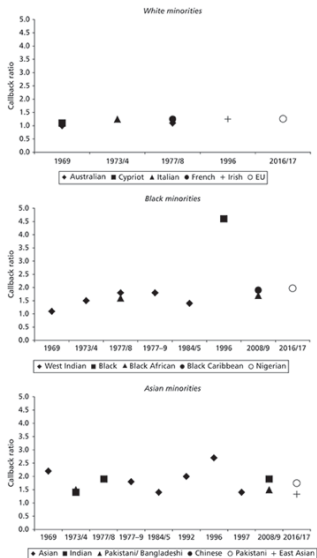 White minorities
Callback ratio
5.0
4.5
4.0
3.5
3.0
2.5
2.0
1.5
1.0
0.5
0.0
1969 1973/4 1977/8 1996 2016/17
Australian Cypriot Italian French Irish EU
Black minorities
Callback ratio
5.0
4.5
4.0
3.5
3.0
2.5
2.0
1.5
1.0
0.5
0.0
1969 1973/4 1977/8 1977–9 1984/5 1996 2008/9 2016/17
West Indian Black Black African Black Caribbean Nigerian
Asian minorities
Callback ratio
5.0
4.5
4.0
3.5
3.0
2.5
2.0
1.5
1.0
0.5
0.0
1969 1973/4 1977/8 1977–9 1984/5 1992 1996 1997 2008/9 2016/17
Asian Indian Pakistani/ Bangladeshi Chinese Pakistani East Asian